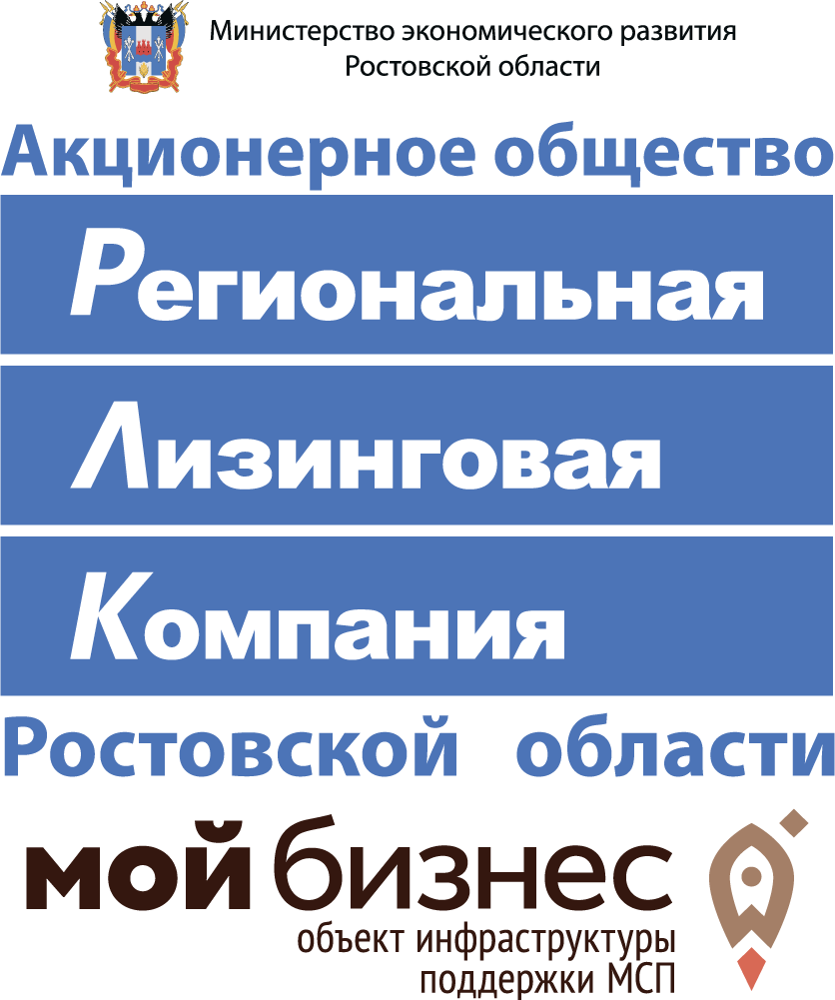 Министерство экономического развития
Ростовской области
Акционерное общество
Региональная
Лизинговая
Компания
Ростовской области
мой бизнес
объект инфраструктуры
поддержки МСП